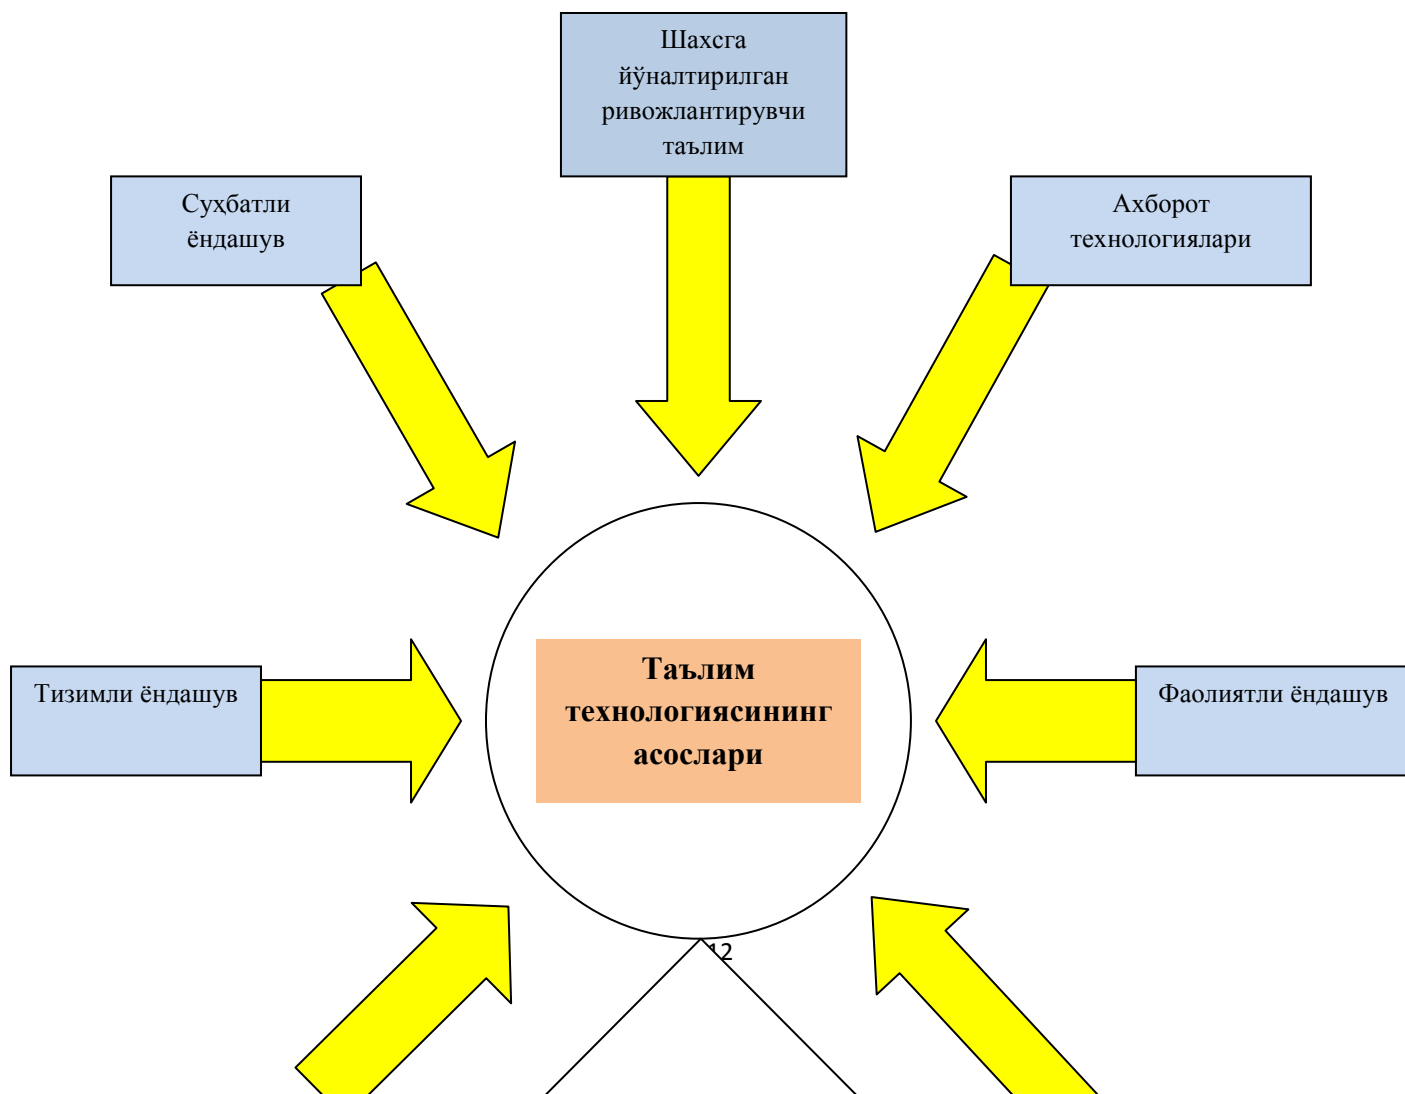 Шахсга
йўналтирилган
ривожлантирувчи
таълим
Суҳбатли
ёндашув
Ахборот
технологиялари
Тизимли ёндашув
Таълим
технологиясининг
асослари
Фаолиятли ёндашув
12